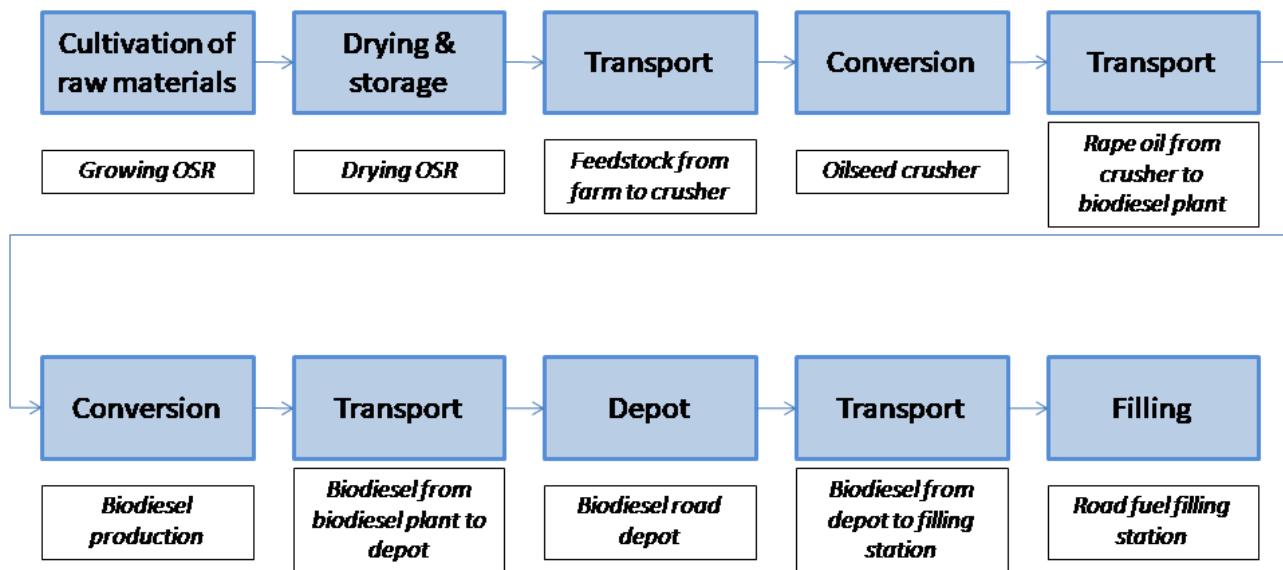 Cultivation of
raw materials
Drying &
storage
Transport
Conversion
Transport
Growing OSR
Drying OSR
Feedstock from
farm to crusher
Oilseed crusher
Rape oil from
crusher to
biodiesel plant
Conversion
Transport
Depot
Transport
Filling
Biodiesel
production
Biodiesel from
biodiesel plant to
depot
Biodiesel road
depot
Biodiesel from
depot to filling
station
Road fuel filling
station